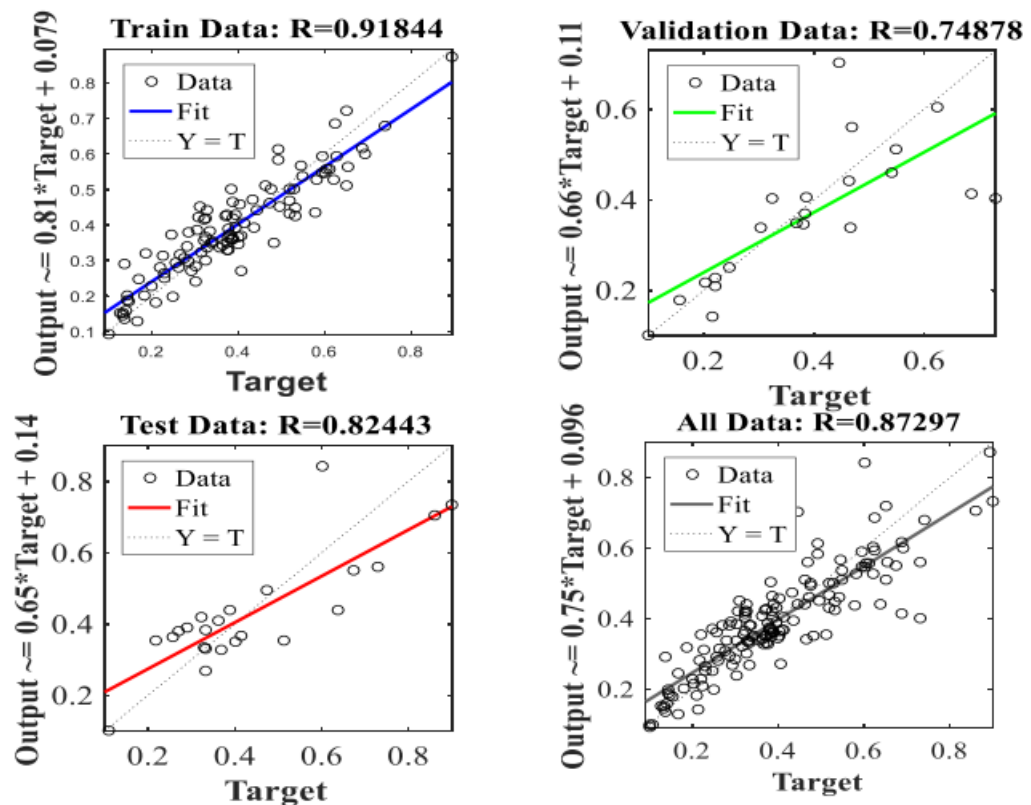 Train Data: R=0.91844
Output ~= 0.81*Target + 0.079
0.8
0.7
0.6
0.5
0.4
0.3
0.2
0.1
Data
Fit
Y = T
0.2 0.4 0.6 0.8
Target
Validation Data: R=0.74878
Output ~= 0.66*Target + 0.11
0.6
0.4
0.2
Data
Fit
Y = T
0.2 0.4 0.6
Target
Test Data: R=0.82443
Output ~= 0.65*Target + 0.14
0.8
0.6
0.4
0.2
Data
Fit
Y = T
0.2 0.4 0.6 0.8
Target
All Data: R=0.87297
Output ~= 0.75*Target + 0.096
0.8
0.6
0.4
0.2
Data
Fit
Y = T
0.2 0.4 0.6 0.8
Target